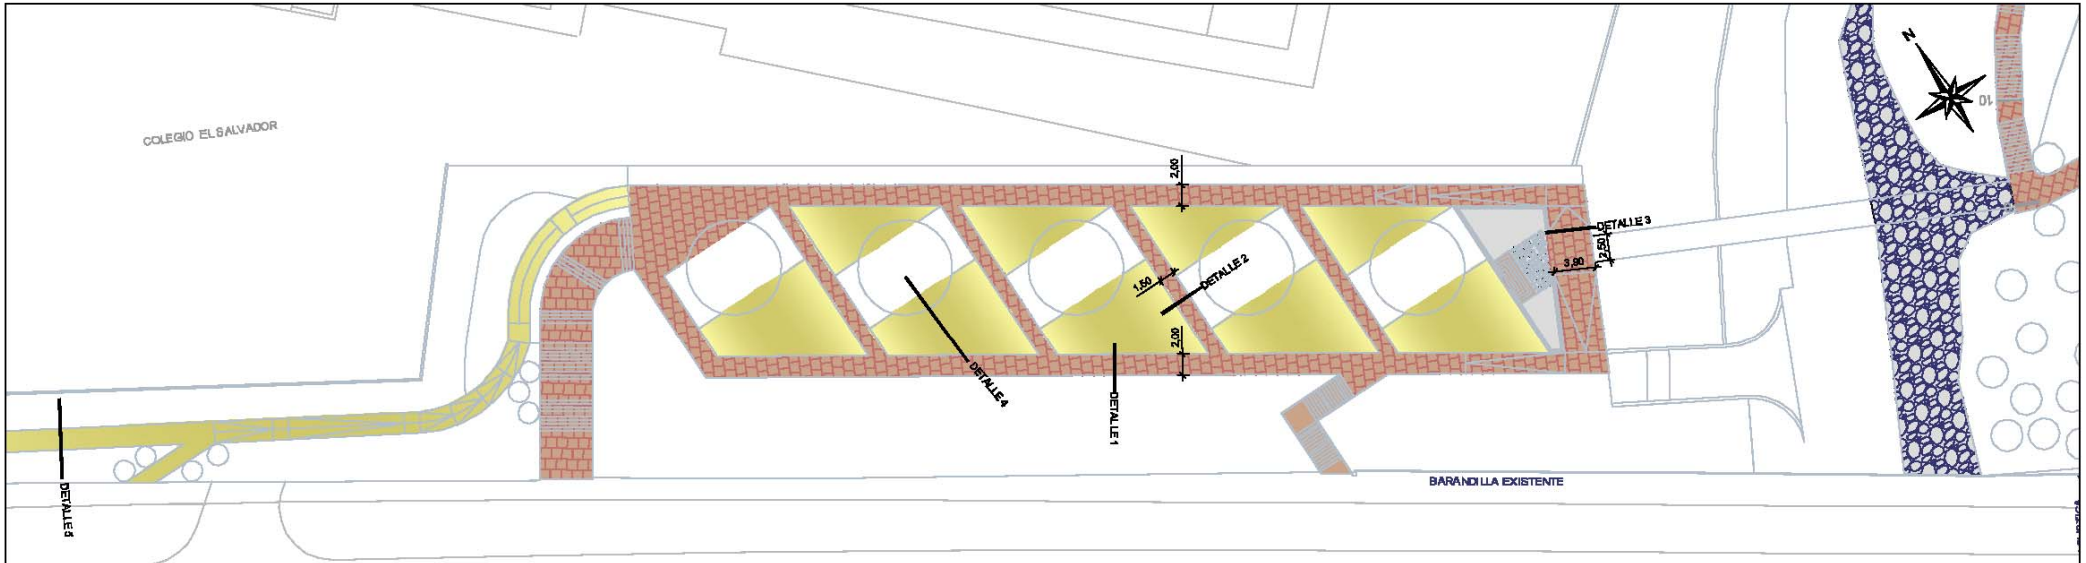 N
10
COLEGIO EL SALVADOR
2,00
DETALLE 3
2,50
3,90
DETALLE 2
1,50
2,00
DETALLE 4
DETALLE 1
BARANDILLA EXISTENTE
DETALLE 5